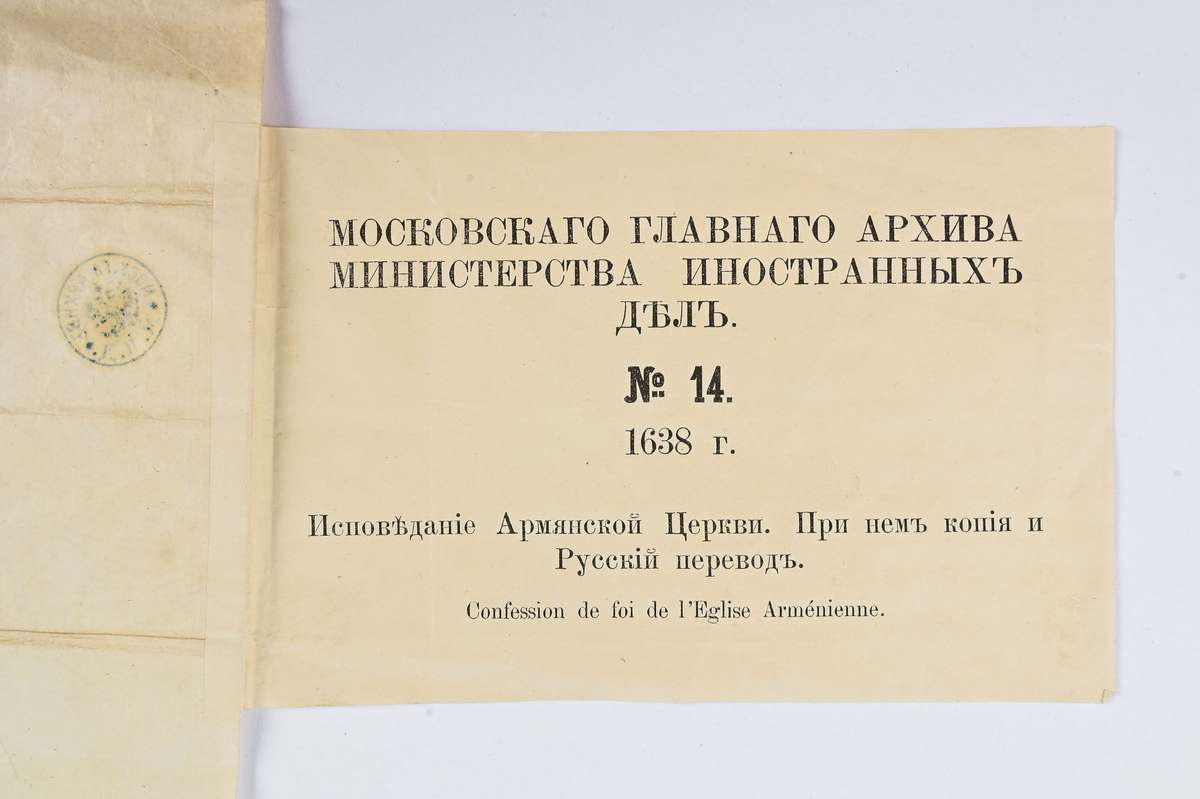 МОСКОВСКАГО ГЛАВНАГО АРХИВА
МИНИСТЕРСТВА ИНОСТРАННЫХЪ
ДѢЛЪ.
№ 14.
1638 г.
Исповѣданіе Армянской Церкви. При немъ копія и
Русскій переводъ.
Confession de foi de l'Eglise Arménienne.